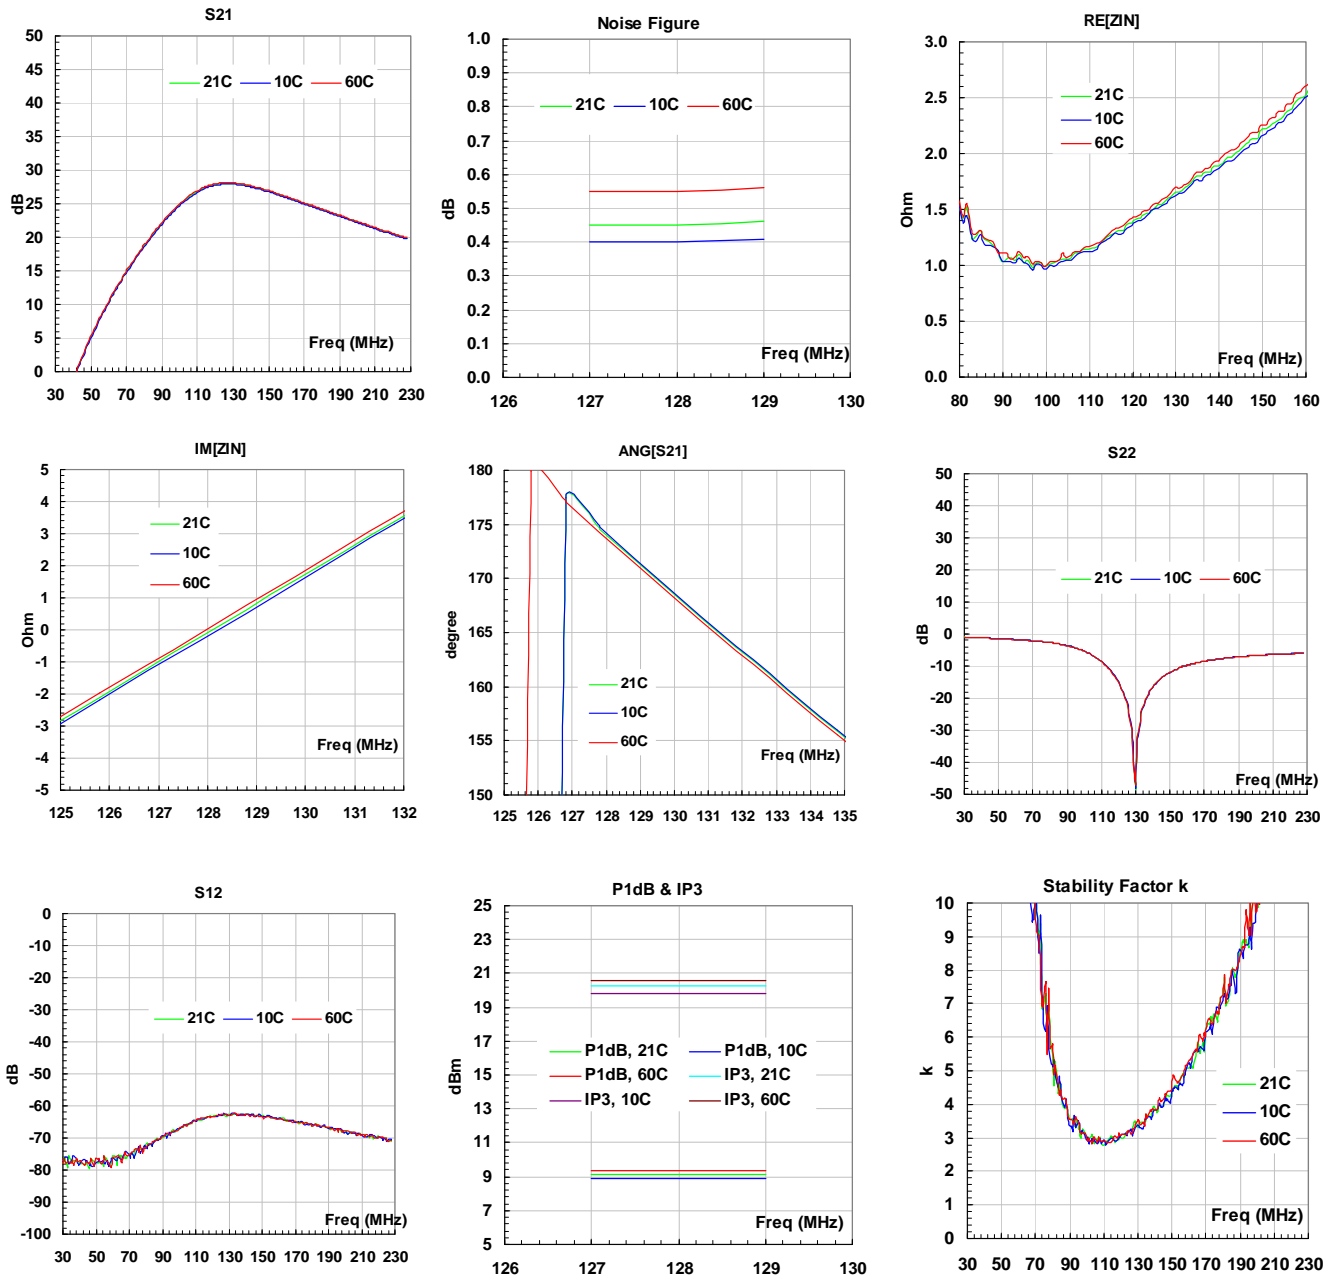 S21
50
45
40
35
30
25
20
15
10
5
0
dB
21C 10C 60C
Freq (MHz)
30 50 70 90 110 130 150 170 190 210 230
Noise Figure
1.0
0.9
0.8
0.7
0.6
0.5
0.4
0.3
0.2
0.1
0.0
dB
21C 10C 60C
Freq (MHz)
126 127 128 129 130
RE[ZIN]
3.0
2.5
2.0
1.5
1.0
0.5
0.0
Ohm
21C
10C
60C
Freq (MHz)
80 90 100 110 120 130 140 150 160
IM[ZIN]
5
4
3
2
1
0
-1
-2
-3
-4
-5
Ohm
21C
10C
60C
Freq (MHz)
125 126 127 128 129 130 131 132
ANG[S21]
180
175
170
165
160
155
150
degree
21C
10C
60C
Freq (MHz)
125 126 127 128 129 130 131 132 133 134 135
S22
50
40
30
20
10
0
-10
-20
-30
-40
-50
dB
21C 10C 60C
Freq (MHz)
30 50 70 90 110 130 150 170 190 210 230
S12
0
-10
-20
-30
-40
-50
-60
-70
-80
-90
-100
dB
21C 10C 60C
Freq (MHz)
30 50 70 90 110 130 150 170 190 210 230
P1dB & IP3
25
23
21
19
17
15
13
11
9
7
5
dBm
P1dB, 21C P1dB, 10C
P1dB, 60C IP3, 21C
IP3, 10C IP3, 60C
Freq (MHz)
126 127 128 129 130
Stability Factor k
10
9
8
7
6
5
4
3
2
1
0
k
21C
10C
60C
Freq (MHz)
30 50 70 90 110 130 150 170 190 210 230